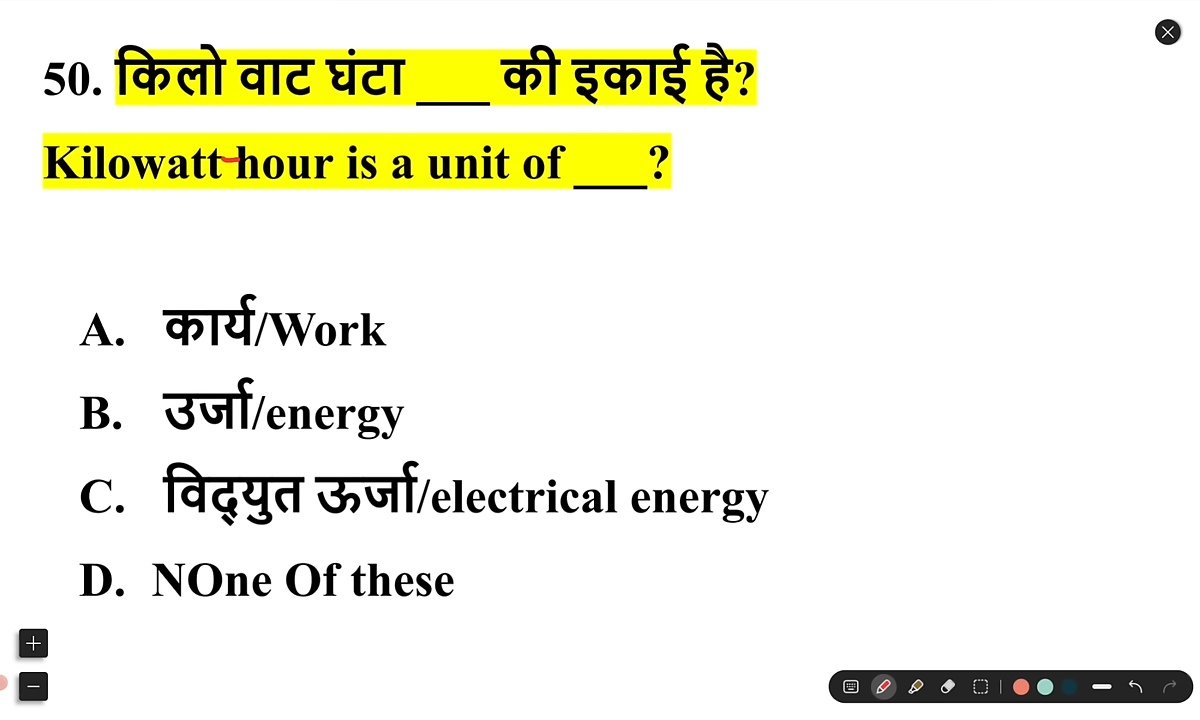 50. किलो वाट घंटा ___ की इकाई है?
Kilowatt-hour is a unit of ___?
A. कार्य/Work
B. उर्जा/energy
C. विद्युत ऊर्जा/electrical energy
D. NOne Of these